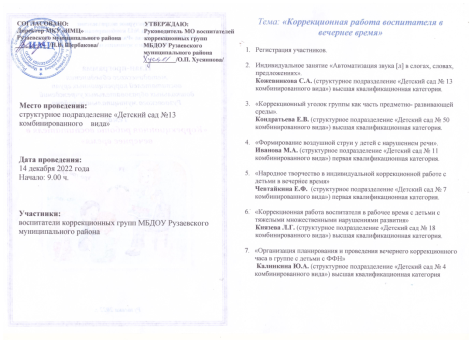 СОГЛАСОВАНО:
Директор МКУ «ИМЦ»
Рузаевского муниципального района
/О.В. Щербакова/
УТВЕРЖДАЮ:
Руководитель МО воспитателей
коррекционных групп
МБДОУ Рузаевского
муниципального района
/О.П. Хусаинова/
Место проведения:
структурное подразделение «Детский сад №13
комбинированного вида»
Дата проведения:
14 декабря 2022 года
Начало: 9.00 ч.
Участники:
воспитатели коррекционных групп МБДОУ Рузаевского
муниципального района
Тема: «Коррекционная работа воспитателя в
вечернее время»
1. Регистрация участников.
2. Индивидуальное занятие «Автоматизация звука [л] в слогах, словах,
предложениях».
Кожевникова С.А. (структурное подразделение «Детский сад № 13
комбинированного вида») высшая квалификационная категория.
3. «Коррекционный уголок группы как часть предметно- развивающей
среды»
Кондратьева Е.В. (структурное подразделение «Детский сад № 50
комбинированного вида») высшая квалификационная категория.
4. «Формирование воздушной струи у детей с нарушением речи».
Иванова М.А. (структурное подразделение «Детский сад № 11
комбинированного вида») первая квалификационная категория.
5. «Народное творчество в индивидуальной коррекционной работе с
детьми в вечернее время»
Чевтайкина Е.Ф. (структурное подразделение «Детский сад № 7
комбинированного вида») первая квалификационная категория.
6. «Коррекционная работа воспитателя в рабочее время с детьми с
тяжелыми множественными нарушениями развития»
Князева Л.Г. (структурное подразделение «Детский сад № 18
комбинированного вида») высшая квалификационная категория.
7. «Организация планирования и проведения вечернего коррекционного
часа в группе с детьми с ФФН»
Калинкина Ю.А. (структурное подразделение «Детский сад № 4
комбинированного вида») высшая квалификационная категория